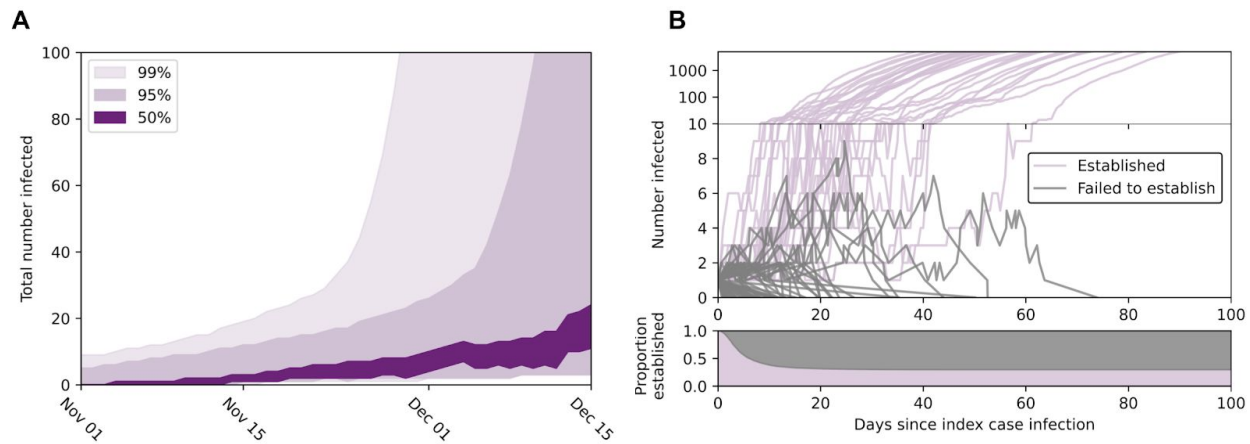 A
Total number infected
100
80
60
40
20
0
99%
95%
50%
Nov 01
Nov 15
Dec 01
Dec 15
B
Number infected
1000
100
10
8
6
4
2
0
Established
Failed to establish
0
20
40
60
80
100
Proportion
established
1.0
0.5
0.0
0
20
40
60
80
100
Days since index case infection